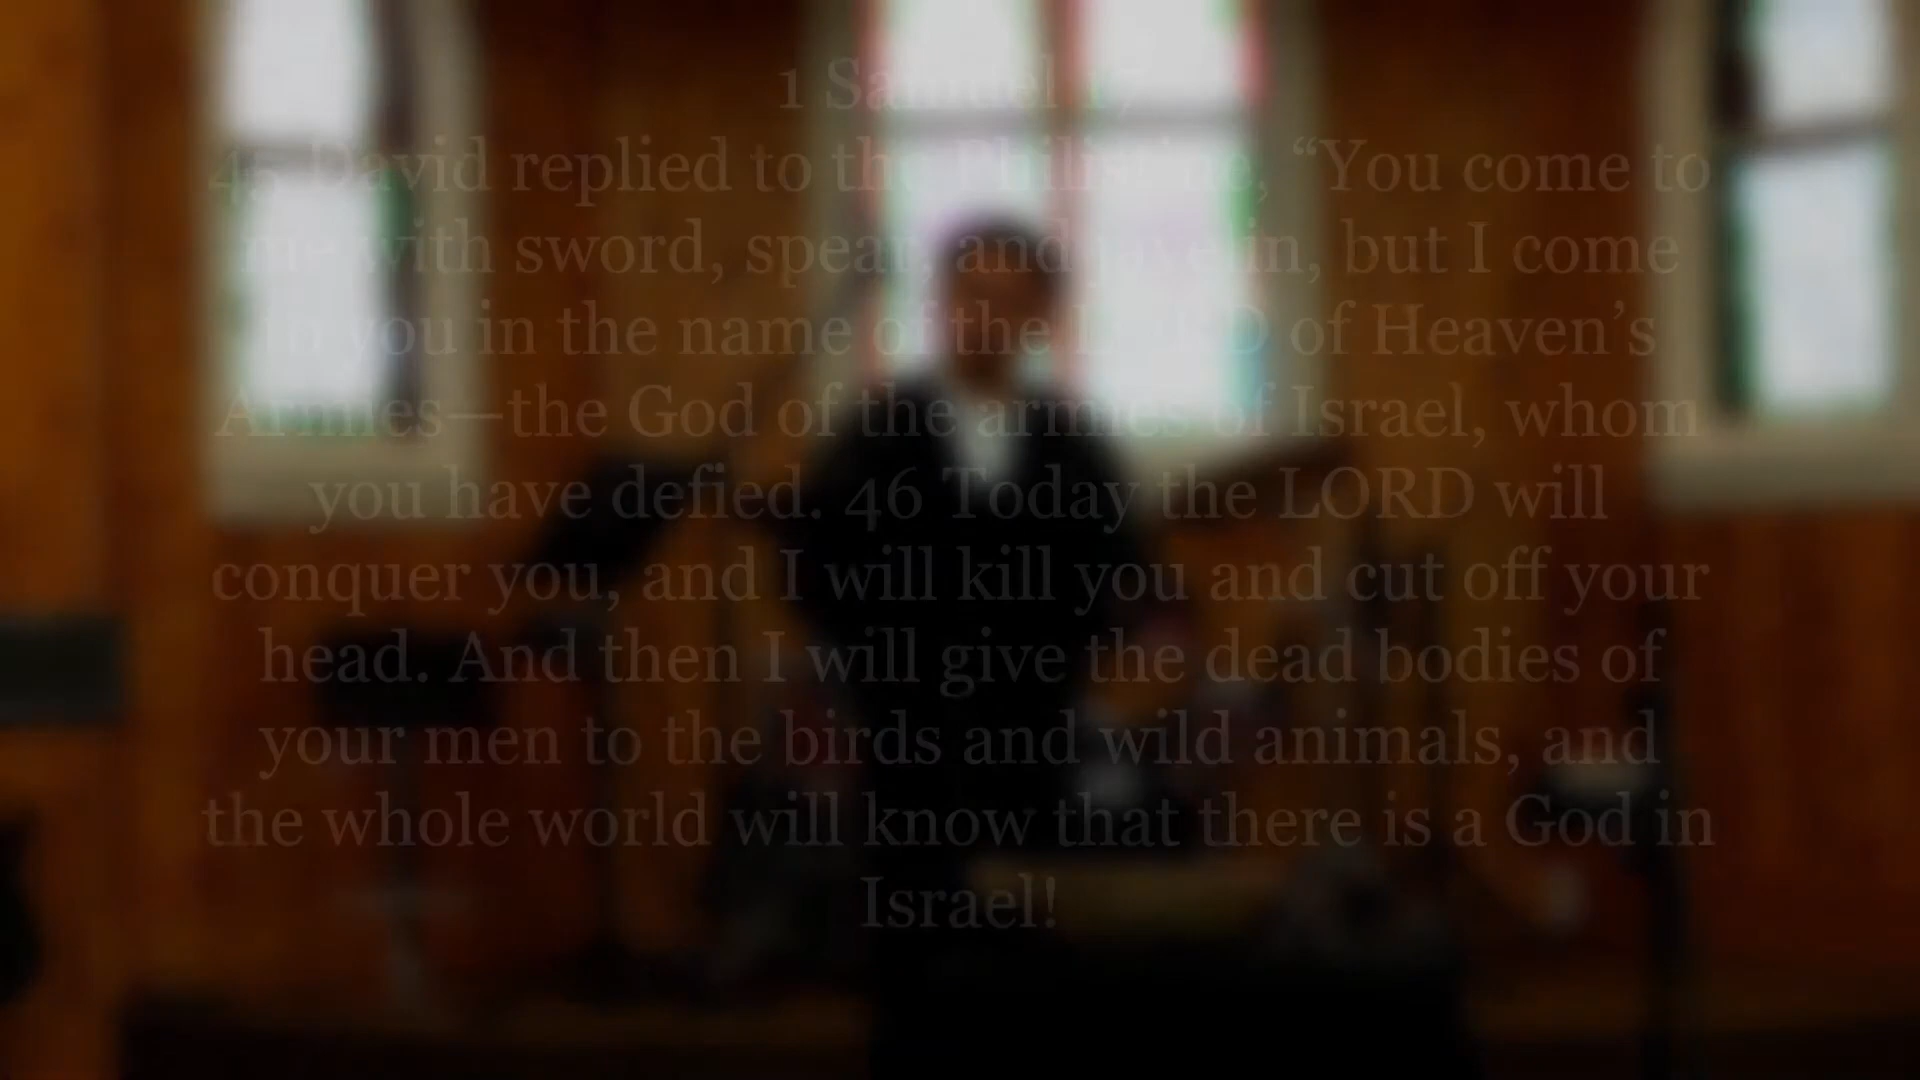 1 Samuel 17
45 David replied to the Philistine, “You come to
me with sword, spear, and javelin, but I come
to you in the name of the LORD of Heaven’s
Armies—the God of the armies of Israel, whom
you have defied. 46 Today the LORD will
conquer you, and I will kill you and cut off your
head. And then I will give the dead bodies of
your men to the birds and wild animals, and
the whole world will know that there is a God in
Israel!